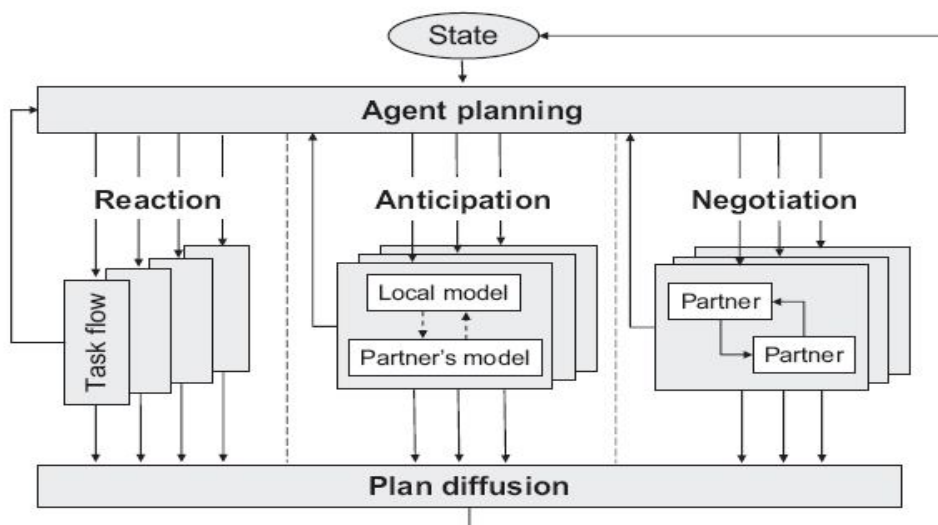 State
Agent planning
Reaction
Anticipation
Negotiation
Task flow
Local model
Partner's model
Partner
Partner
Plan diffusion